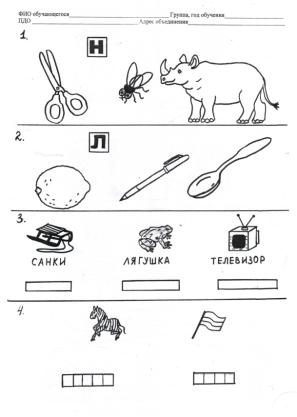 ФИО обучающегося Группа, год обучения
ПДО Адрес объединения
1.
Н
2.
Л
3.
САНКИ ЛЯГУШКА ТЕЛЕВИЗОР
4.